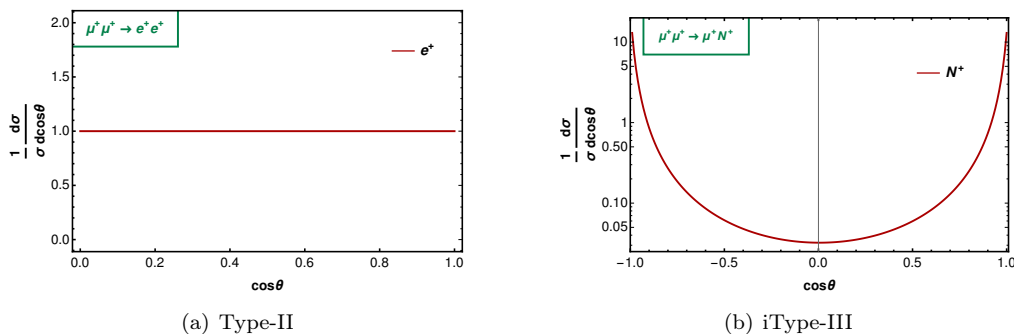 μ⁺μ⁺ → e⁺e⁺
e⁺
2.0
1.5
1.0
0.5
0.0
1/σ dσ/dcosθ
0.0 0.2 0.4 0.6 0.8 1.0
cosθ
(a) Type-II
μ⁺μ⁺ → μ⁺N⁺
N⁺
10
5
1
0.50
0.10
0.05
1/σ dσ/dcosθ
-1.0 -0.5 0.0 0.5 1.0
cosθ
(b) iType-III